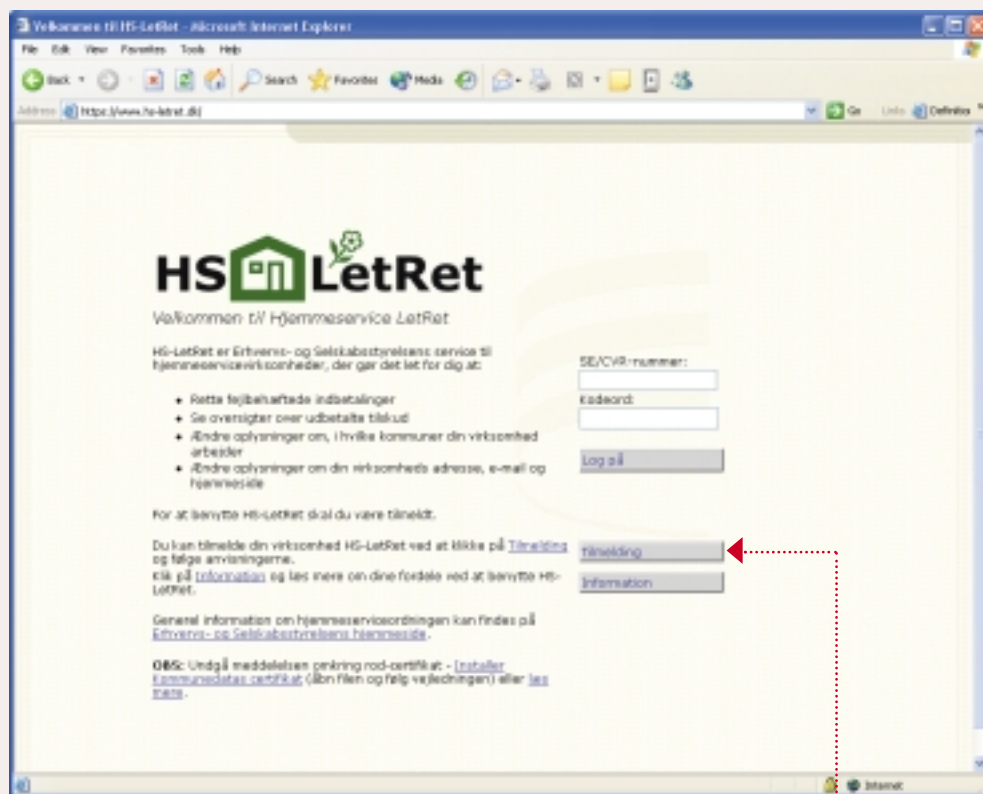 Velkommen til HS-LetRet - Microsoft Internet Explorer
File Edit View Favorites Tools Help
Back Search Favorites Media
Address https://www.hs-letret.dk/ Go Links Definitio
HS LetRet
Velkommen til Hjemmeservice LetRet
HS-LetRet er Erhvervs- og Selskabsstyrelsens service til
hjemmeservicevirksomheder, der gør det let for dig at:
• Rette fejlbehæftede indbetalinger
• Se oversigter over udbetalte tilskud
• Ændre oplysninger om, i hvilke kommuner din virksomhed
arbejder
• Ændre oplysninger om din virksomheds adresse, e-mail og
hjemmeside
For at benytte HS-LetRet skal du være tilmeldt.
Du kan tilmelde din virksomhed HS-LetRet ved at klikke på Tilmelding
og følge anvisningerne.
Klik på Information og læs mere om dine fordele ved at benytte HS-
LetRet.
Generel information om hjemmeserviceordningen kan findes på
Erhvervs- og Selskabsstyrelsens hjemmeside.
OBS: Undgå meddelelsen omkring rod-certifikat - Installer
Kommunedatas certifikat (åbn filen og følg vejledningen) eller læs
mere.
SE/CVR-nummer:
Kodeord:
Log på
Tilmelding
Information
Internet